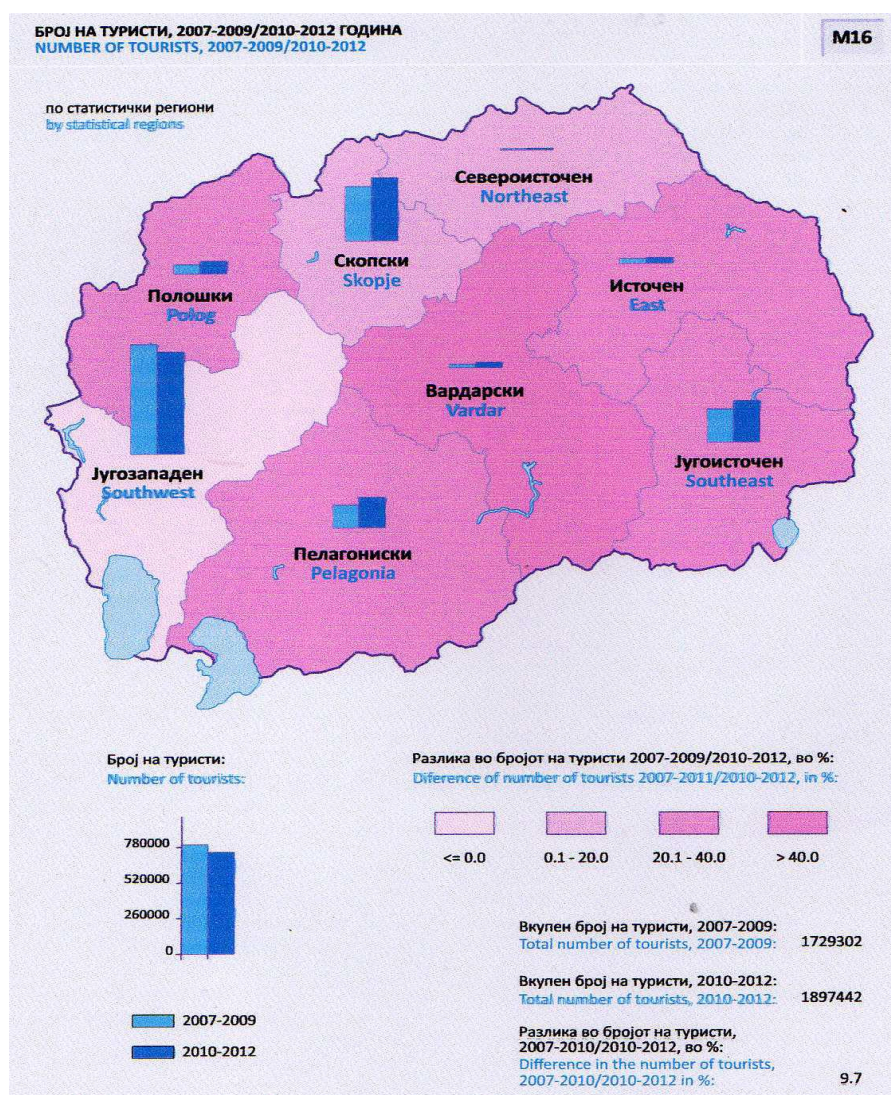 БРОЈ НА ТУРИСТИ, 2007-2009/2010-2012 ГОДИНА
NUMBER OF TOURISTS, 2007-2009/2010-2012
M16
по статистички региони
by statistical regions
Североисточен
Northeast
Скопски
Skopje
Полошки
Polog
Источен
East
Вардарски
Vardar
Југоисточен
Southeast
Југозападен
Southwest
Пелагониски
Pelagonia
Број на туристи:
Number of tourists:
780000
520000
260000
0
2007-2009
2010-2012
Разлика во бројот на туристи 2007-2009/2010-2012, во %:
Diference of number of tourists 2007-2011/2010-2012, in %:
<= 0.0 0.1 - 20.0 20.1 - 40.0 > 40.0
Вкупен број на туристи, 2007-2009:
Total number of tourists, 2007-2009: 1729302
Вкупен број на туристи, 2010-2012:
Total number of tourists, 2010-2012: 1897442
Разлика во бројот на туристи,
2007-2010/2010-2012, во %:
Difference in the number of tourists,
2007-2010/2010-2012 in %: 9.7